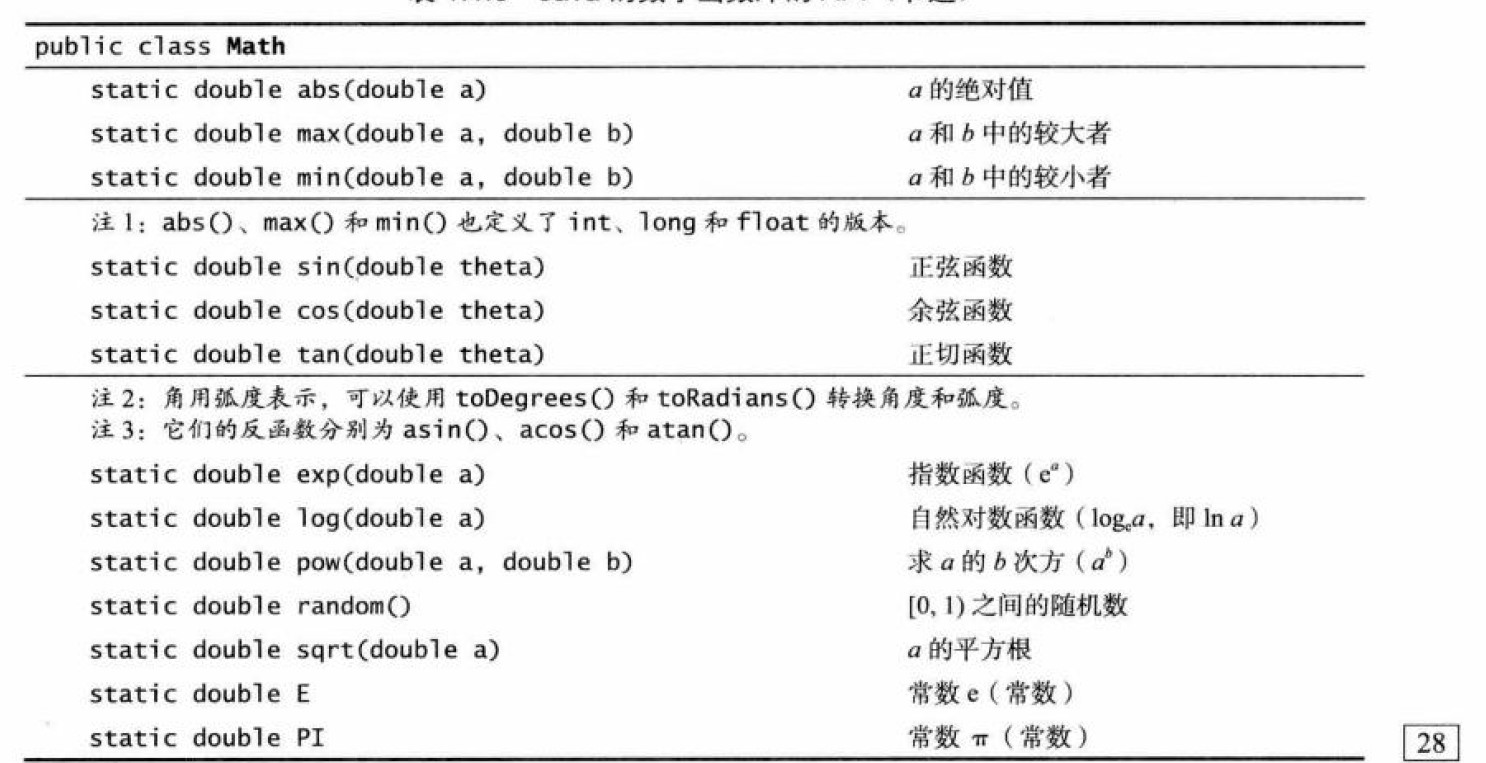 public class Math
static double abs(double a) a 的绝对值
static double max(double a, double b) a 和 b 中的较大者
static double min(double a, double b) a 和 b 中的较小者
注 1：abs()、max() 和 min() 也定义了 int、long 和 float 的版本。
static double sin(double theta) 正弦函数
static double cos(double theta) 余弦函数
static double tan(double theta) 正切函数
注 2：角用弧度表示，可以使用 toDegrees() 和 toRadians() 转换角度和弧度。
注 3：它们的反函数分别为 asin()、acos() 和 atan()。
static double exp(double a) 指数函数（eᵃ）
static double log(double a) 自然对数函数（logₑa，即 ln a）
static double pow(double a, double b) 求 a 的 b 次方（aᵇ）
static double random() [0, 1) 之间的随机数
static double sqrt(double a) a 的平方根
static double E 常数 e（常数）
static double PI 常数 π（常数）
28